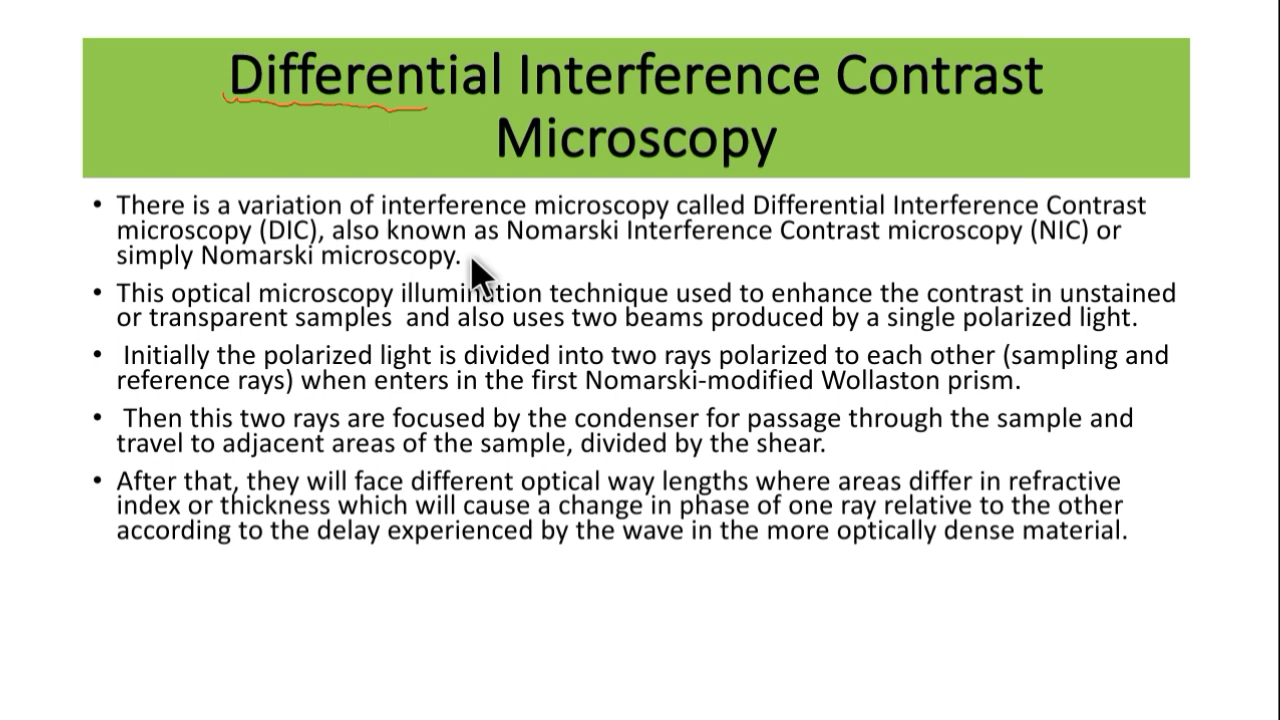 Differential Interference Contrast
Microscopy
• There is a variation of interference microscopy called Differential Interference Contrast
microscopy (DIC), also known as Nomarski Interference Contrast microscopy (NIC) or
simply Nomarski microscopy.
• This optical microscopy illumination technique used to enhance the contrast in unstained
or transparent samples  and also uses two beams produced by a single polarized light.
• Initially the polarized light is divided into two rays polarized to each other (sampling and
reference rays) when enters in the first Nomarski-modified Wollaston prism.
• Then this two rays are focused by the condenser for passage through the sample and
travel to adjacent areas of the sample, divided by the shear.
• After that, they will face different optical way lengths where areas differ in refractive
index or thickness which will cause a change in phase of one ray relative to the other
according to the delay experienced by the wave in the more optically dense material.